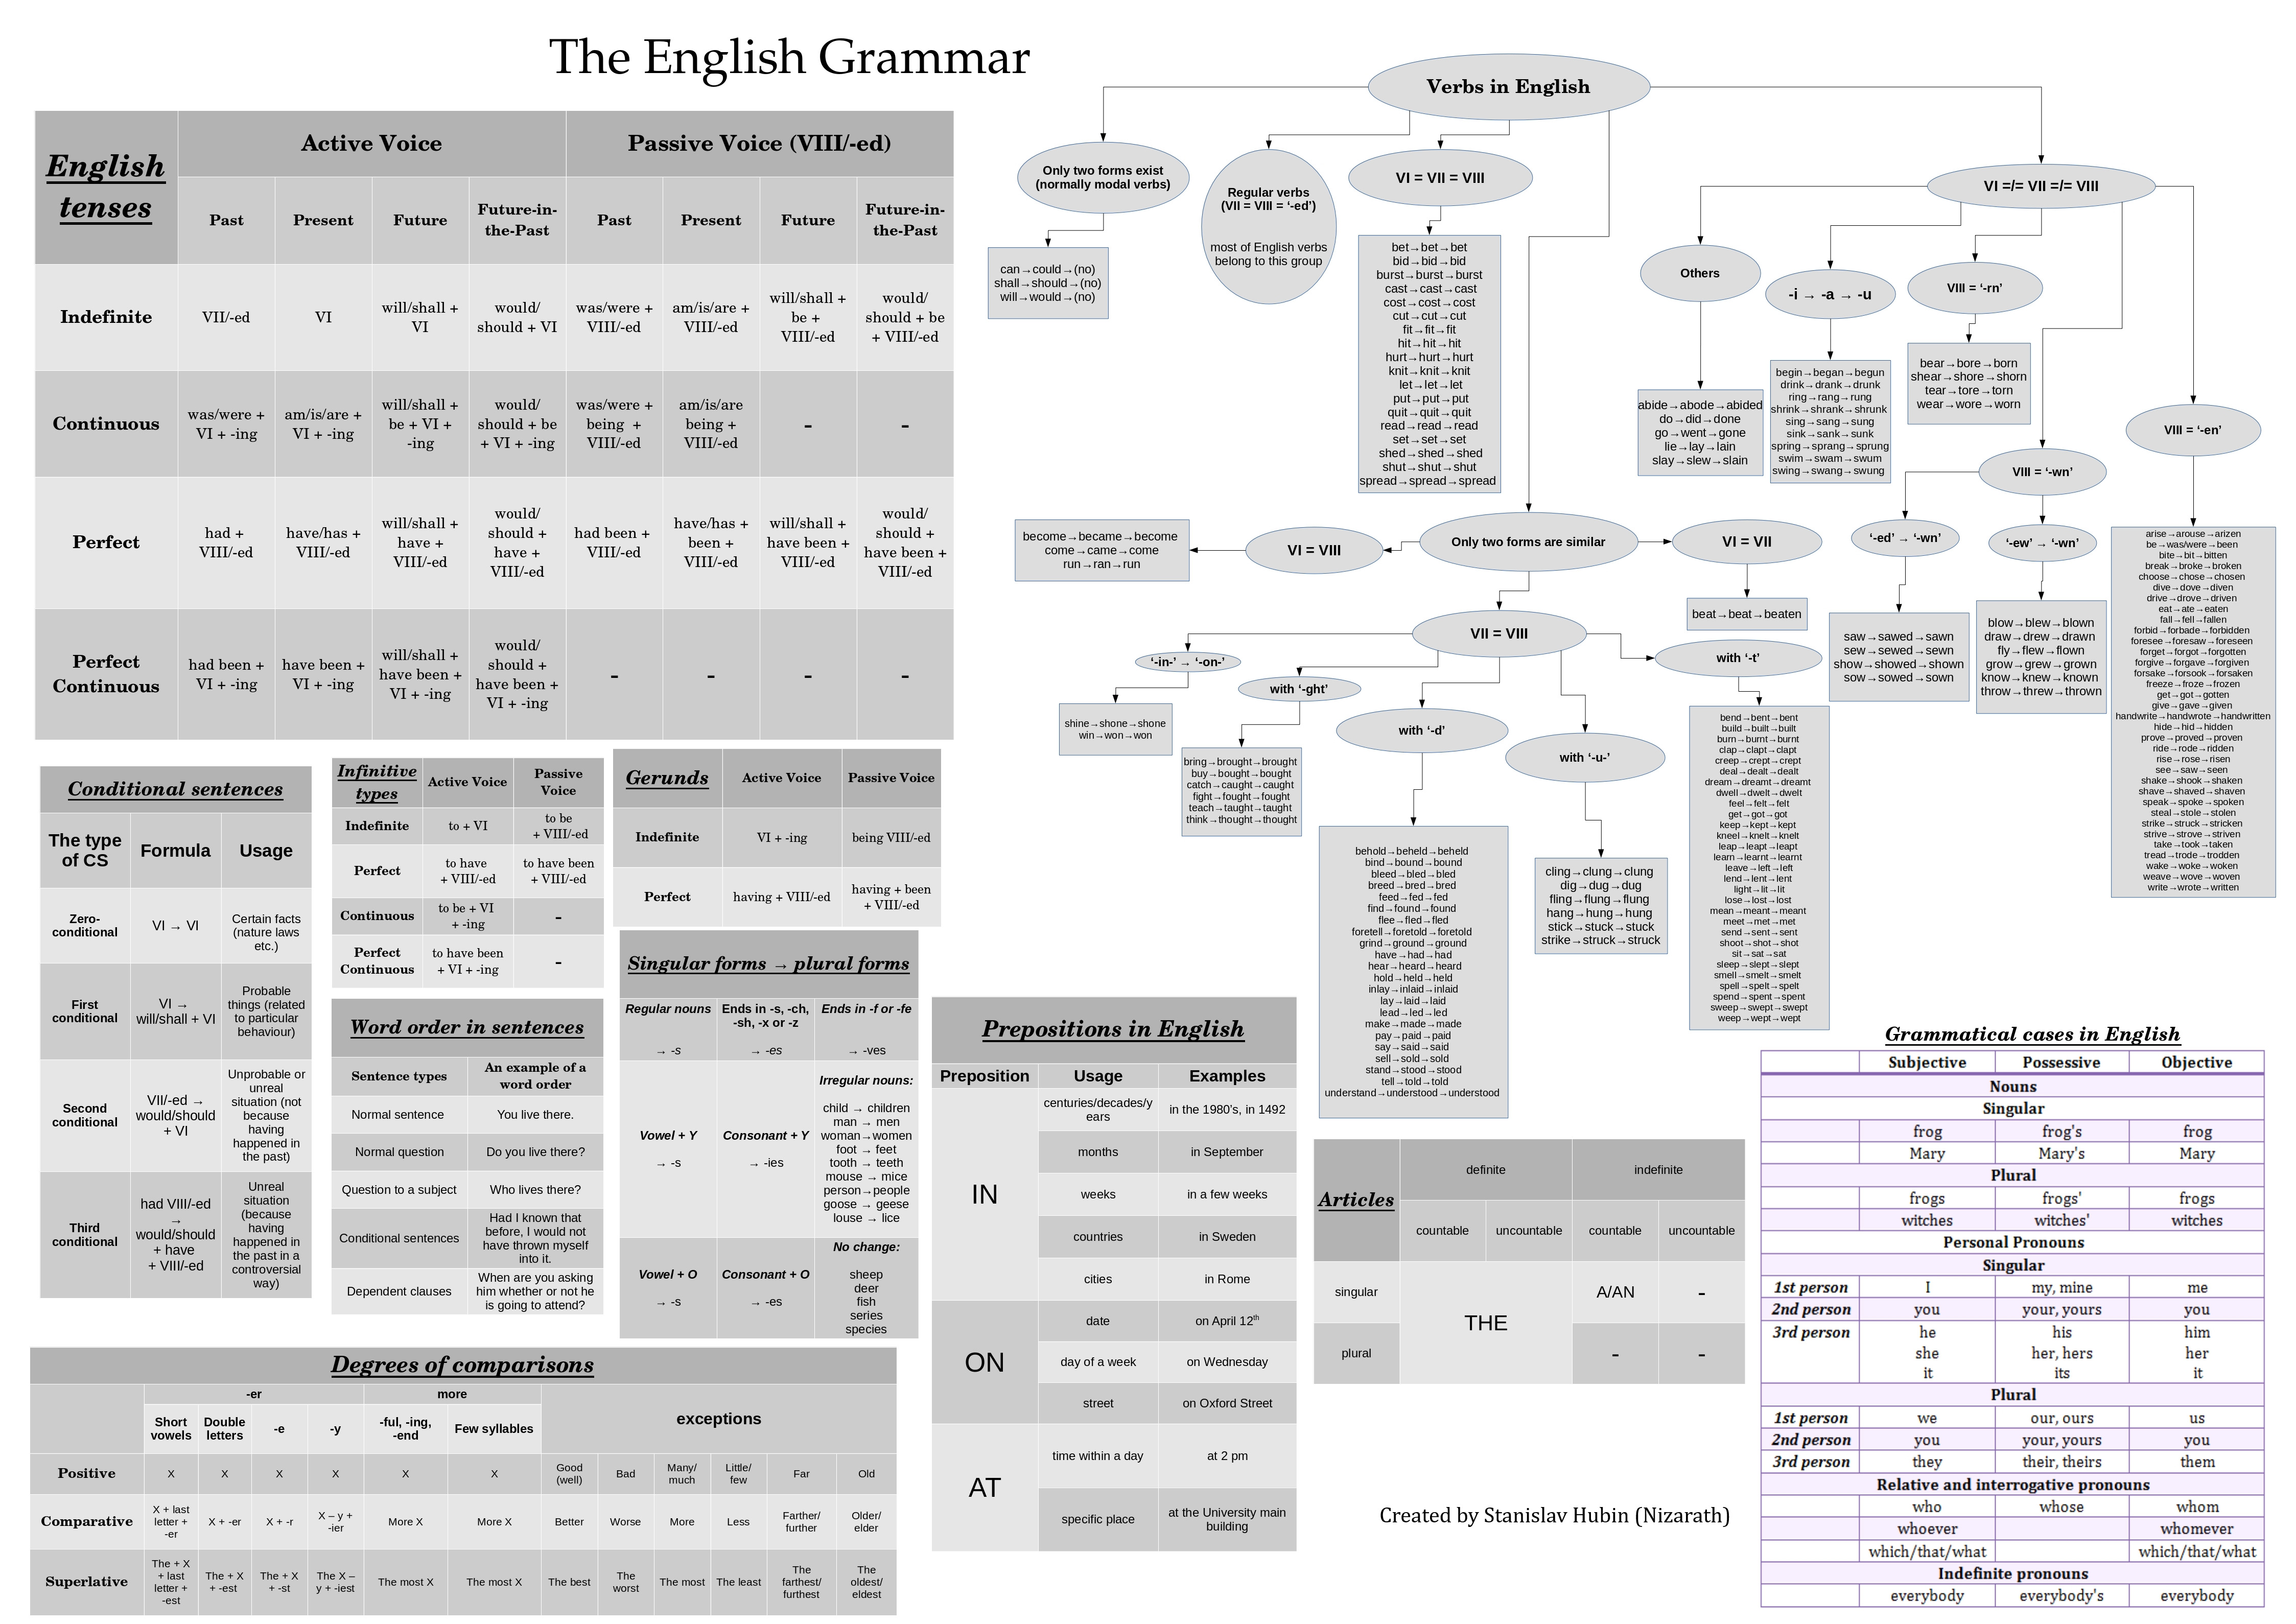 The English Grammar
English
tenses
Active Voice
Passive Voice (VIII/-ed)
Past
Present
Future
Future-in-
the-Past
Past
Present
Future
Future-in-
the-Past
Indefinite
VII/-ed
VI
will/shall +
VI
would/
should + VI
was/were +
VIII/-ed
am/is/are +
VIII/-ed
will/shall +
be +
VIII/-ed
would/
should + be
+ VIII/-ed
Continuous
was/were +
VI + -ing
am/is/are +
VI + -ing
will/shall +
be + VI +
-ing
would/
should + be
+ VI + -ing
was/were +
being +
VIII/-ed
am/is/are
being +
VIII/-ed
-
-
Perfect
had +
VIII/-ed
have/has +
VIII/-ed
will/shall +
have +
VIII/-ed
would/
should +
have +
VIII/-ed
had been +
VIII/-ed
have/has +
been +
VIII/-ed
will/shall +
have been +
VIII/-ed
would/
should +
have been +
VIII/-ed
Perfect
Continuous
had been +
VI + -ing
have been +
VI + -ing
will/shall +
have been +
VI + -ing
would/
should +
have been +
VI + -ing
-
-
-
-
Verbs in English
Only two forms exist
(normally modal verbs)
can→could→(no)
shall→should→(no)
will→would→(no)
Regular verbs
(VII = VIII = ‘-ed’)
most of English verbs
belong to this group
VI = VII = VIII
bet→bet→bet
bid→bid→bid
burst→burst→burst
cast→cast→cast
cost→cost→cost
cut→cut→cut
fit→fit→fit
hit→hit→hit
hurt→hurt→hurt
knit→knit→knit
let→let→let
put→put→put
quit→quit→quit
read→read→read
set→set→set
shed→shed→shed
shut→shut→shut
spread→spread→spread
VI =/= VII =/= VIII
Others
abide→abode→abided
do→did→done
go→went→gone
lie→lay→lain
slay→slew→slain
-i → -a → -u
begin→began→begun
drink→drank→drunk
ring→rang→rung
shrink→shrank→shrunk
sing→sang→sung
sink→sank→sunk
spring→sprang→sprung
swim→swam→swum
swing→swang→swung
VIII = ‘-rn’
bear→bore→born
shear→shore→shorn
tear→tore→torn
wear→wore→worn
VIII = ‘-wn’
‘-ed’ → ‘-wn’
saw→sawed→sawn
sew→sewed→sewn
show→showed→shown
sow→sowed→sown
‘-ew’ → ‘-wn’
blow→blew→blown
draw→drew→drawn
fly→flew→flown
grow→grew→grown
know→knew→known
throw→threw→thrown
VIII = ‘-en’
arise→arouse→arizen
be→was/were→been
bite→bit→bitten
break→broke→broken
choose→chose→chosen
dive→dove→diven
drive→drove→driven
eat→ate→eaten
fall→fell→fallen
forbid→forbade→forbidden
foresee→foresaw→foreseen
forget→forgot→forgotten
forgive→forgave→forgiven
forsake→forsook→forsaken
freeze→froze→frozen
get→got→gotten
give→gave→given
handwrite→handwrote→handwritten
hide→hid→hidden
prove→proved→proven
ride→rode→ridden
rise→rose→risen
see→saw→seen
shake→shook→shaken
shave→shaved→shaven
speak→spoke→spoken
steal→stole→stolen
strike→struck→stricken
strive→strove→striven
take→took→taken
tread→trode→trodden
wake→woke→woken
weave→wove→woven
write→wrote→written
Only two forms are similar
VI = VIII
become→became→become
come→came→come
run→ran→run
VI = VII
beat→beat→beaten
VII = VIII
‘-in-’ → ‘-on-’
shine→shone→shone
win→won→won
with ‘-ght’
bring→brought→brought
buy→bought→bought
catch→caught→caught
fight→fought→fought
teach→taught→taught
think→thought→thought
with ‘-d’
behold→beheld→beheld
bind→bound→bound
bleed→bled→bled
breed→bred→bred
feed→fed→fed
find→found→found
flee→fled→fled
foretell→foretold→foretold
grind→ground→ground
have→had→had
hear→heard→heard
hold→held→held
inlay→inlaid→inlaid
lay→laid→laid
lead→led→led
make→made→made
pay→paid→paid
say→said→said
sell→sold→sold
stand→stood→stood
tell→told→told
understand→understood→understood
with ‘-u-’
cling→clung→clung
dig→dug→dug
fling→flung→flung
hang→hung→hung
stick→stuck→stuck
strike→struck→struck
with ‘-t’
bend→bent→bent
build→built→built
burn→burnt→burnt
clap→clapt→clapt
creep→crept→crept
deal→dealt→dealt
dream→dreamt→dreamt
dwell→dwelt→dwelt
feel→felt→felt
get→got→got
keep→kept→kept
kneel→knelt→knelt
leap→leapt→leapt
learn→learnt→learnt
leave→left→left
lend→lent→lent
light→lit→lit
lose→lost→lost
mean→meant→meant
meet→met→met
send→sent→sent
shoot→shot→shot
sit→sat→sat
sleep→slept→slept
smell→smelt→smelt
spell→spelt→spelt
spend→spent→spent
sweep→swept→swept
weep→wept→wept
Conditional sentences
The type
of CS
Formula
Usage
Zero-
conditional
VI → VI
Certain facts
(nature laws
etc.)
First
conditional
VI →
will/shall + VI
Probable
things (related
to particular
behaviour)
Second
conditional
VII/-ed →
would/should
+ VI
Unprobable or
unreal
situation (not
because
having
happened in
the past)
Third
conditional
had VIII/-ed
→
would/should
+ have
+ VIII/-ed
Unreal
situation
(because
having
happened in
the past in a
controversial
way)
Infinitive
types
Active Voice
Passive
Voice
Indefinite
to + VI
to be
+ VIII/-ed
Perfect
to have
+ VIII/-ed
to have been
+ VIII/-ed
Continuous
to be + VI
+ -ing
-
Perfect
Continuous
to have been
+ VI + -ing
-
Gerunds
Active Voice
Passive Voice
Indefinite
VI + -ing
being VIII/-ed
Perfect
having + VIII/-ed
having + been
+ VIII/-ed
Word order in sentences
Sentence types
An example of a
word order
Normal sentence
You live there.
Normal question
Do you live there?
Question to a subject
Who lives there?
Conditional sentences
Had I known that
before, I would not
have thrown myself
into it.
Dependent clauses
When are you asking
him whether or not he
is going to attend?
Singular forms → plural forms
Regular nouns
→ -s
Ends in -s, -ch,
-sh, -x or -z
→ -es
Ends in -f or -fe
→ -ves
Vowel + Y
→ -s
Consonant + Y
→ -ies
Irregular nouns:
child → children
man → men
woman→women
foot → feet
tooth → teeth
mouse → mice
person→people
goose → geese
louse → lice
Vowel + O
→ -s
Consonant + O
→ -es
No change:
sheep
deer
fish
series
species
Prepositions in English
Preposition
Usage
Examples
IN
centuries/decades/y
ears
in the 1980's, in 1492
months
in September
weeks
in a few weeks
countries
in Sweden
cities
in Rome
ON
date
on April 12th
day of a week
on Wednesday
street
on Oxford Street
AT
time within a day
at 2 pm
specific place
at the University main
building
Articles
definite
indefinite
countable
uncountable
countable
uncountable
singular
THE
A/AN
-
plural
-
-
Degrees of comparisons
-er
more
exceptions
Short
vowels
Double
letters
-e
-y
-ful, -ing,
-end
Few syllables
Positive
X
X
X
X
X
X
Good
(well)
Bad
Many/
much
Little/
few
Far
Old
Comparative
X + last
letter +
-er
X + -er
X + -r
X – y +
-ier
More X
More X
Better
Worse
More
Less
Farther/
further
Older/
elder
Superlative
The + X
+ last
letter +
-est
The + X
+ -est
The + X
+ -st
The X –
y + -iest
The most X
The most X
The best
The
worst
The most
The least
The
farthest/
furthest
The
oldest/
eldest
Created by Stanislav Hubin (Nizarath)
Grammatical cases in English
Subjective Possessive Objective
Nouns
Singular
frog frog's frog
Mary Mary's Mary
Plural
frogs frogs' frogs
witches witches' witches
Personal Pronouns
Singular
1st person I my, mine me
2nd person you your, yours you
3rd person he his him
she her, hers her
it its it
Plural
1st person we our, ours us
2nd person you your, yours you
3rd person they their, theirs them
Relative and interrogative pronouns
who whose whom
whoever whomever
which/that/what which/that/what
Indefinite pronouns
everybody everybody's everybody